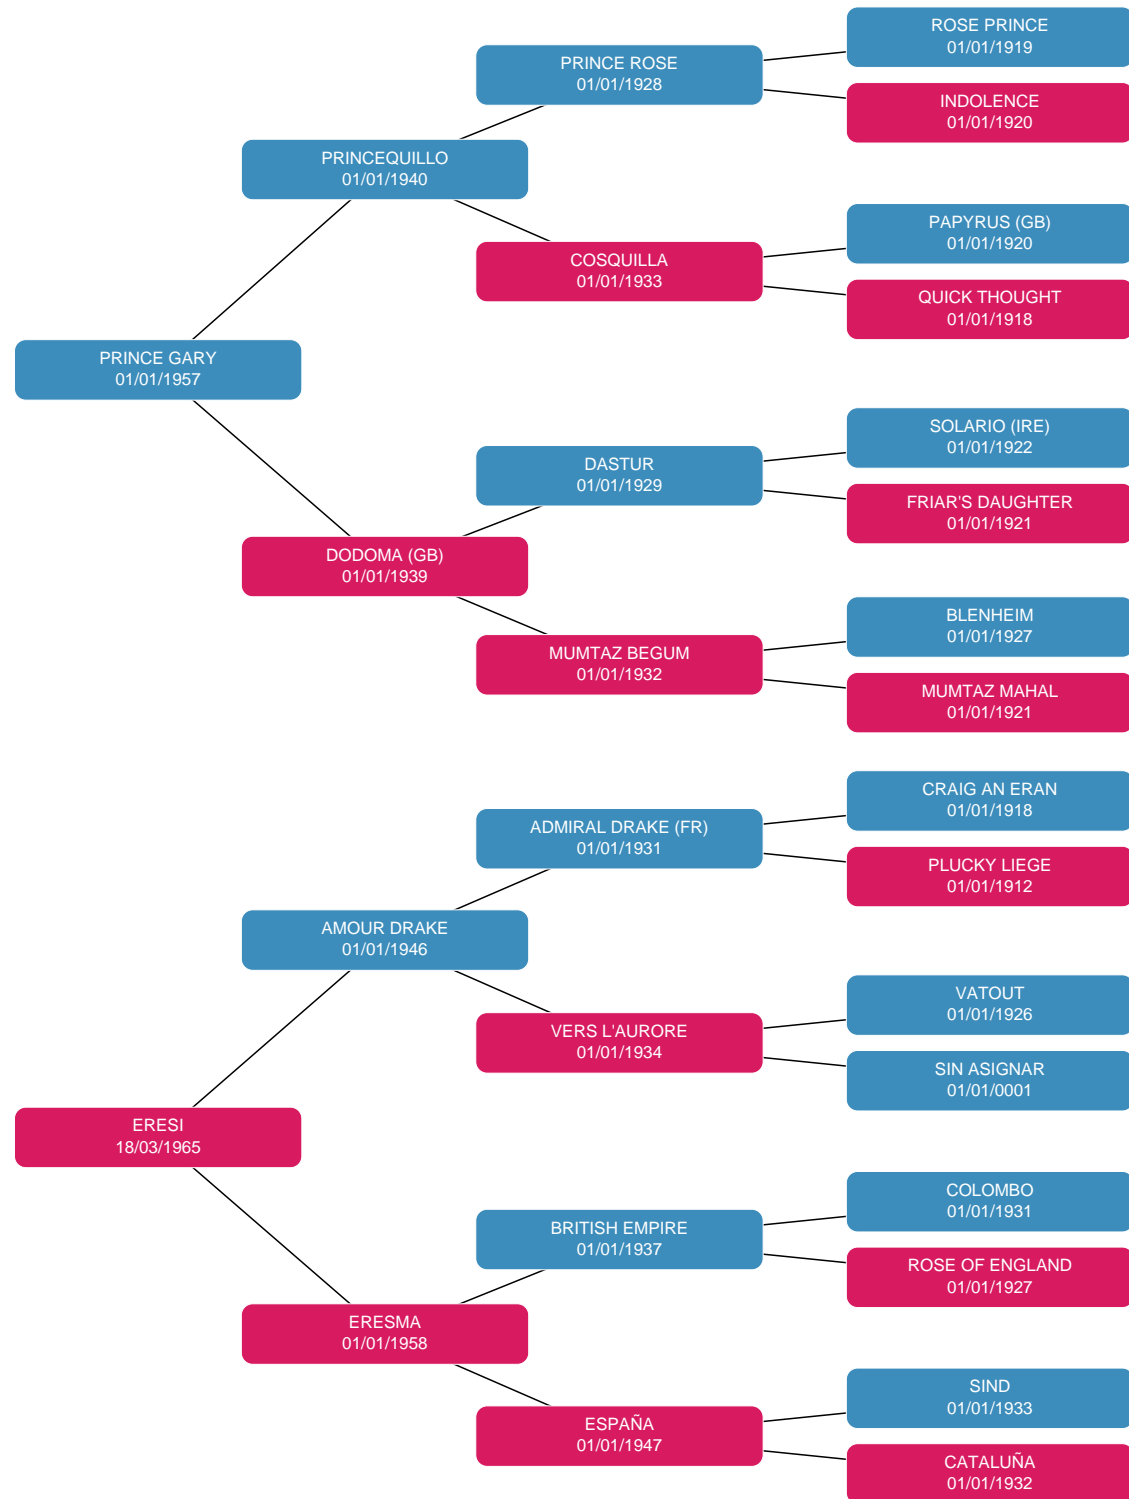 ROSE PRINCE
01/01/1919
PRINCE ROSE
01/01/1928
INDOLENCE
01/01/1920
PRINCEQUILLO
01/01/1940
PAPYRUS (GB)
01/01/1920
COSQUILLA
01/01/1933
QUICK THOUGHT
01/01/1918
PRINCE GARY
01/01/1957
SOLARIO (IRE)
01/01/1922
DASTUR
01/01/1929
FRIAR'S DAUGHTER
01/01/1921
DODOMA (GB)
01/01/1939
BLENHEIM
01/01/1927
MUMTAZ BEGUM
01/01/1932
MUMTAZ MAHAL
01/01/1921
CRAIG AN ERAN
01/01/1918
ADMIRAL DRAKE (FR)
01/01/1931
PLUCKY LIEGE
01/01/1912
AMOUR DRAKE
01/01/1946
VATOUT
01/01/1926
VERS L'AURORE
01/01/1934
SIN ASIGNAR
01/01/0001
ERESI
18/03/1965
COLOMBO
01/01/1931
BRITISH EMPIRE
01/01/1937
ROSE OF ENGLAND
01/01/1927
ERESMA
01/01/1958
SIND
01/01/1933
ESPAÑA
01/01/1947
CATALUÑA
01/01/1932